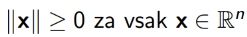 ‖x‖ ≥ 0 za vsak x ∈ ℝⁿ